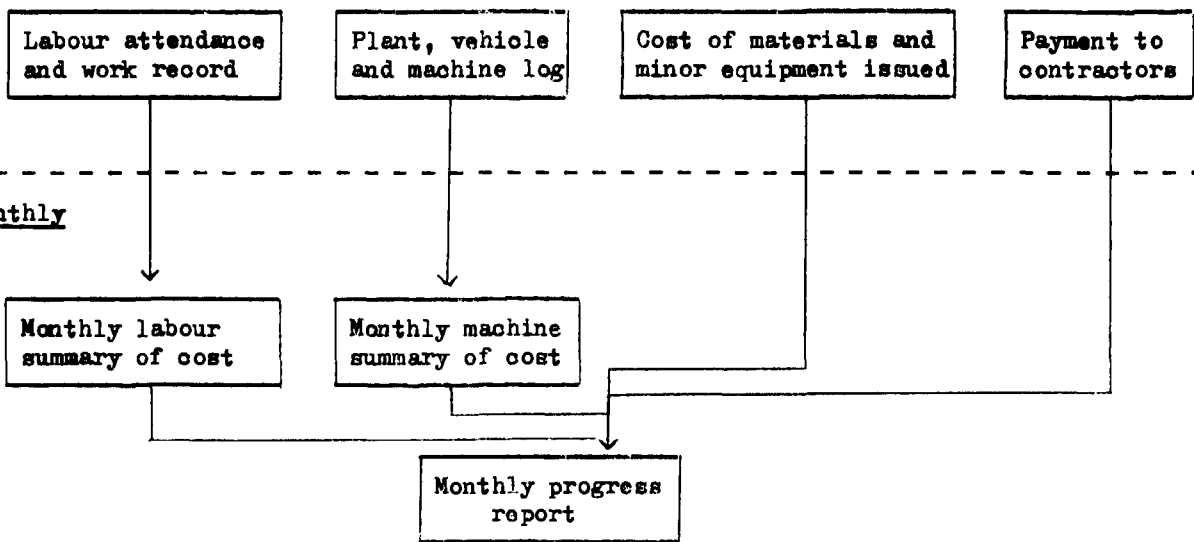 Labour attendance
and work record
Plant, vehicle
and machine log
Cost of materials and
minor equipment issued
Payment to
contractors
nthly
Monthly labour
summary of cost
Monthly machine
summary of cost
Monthly progress
report